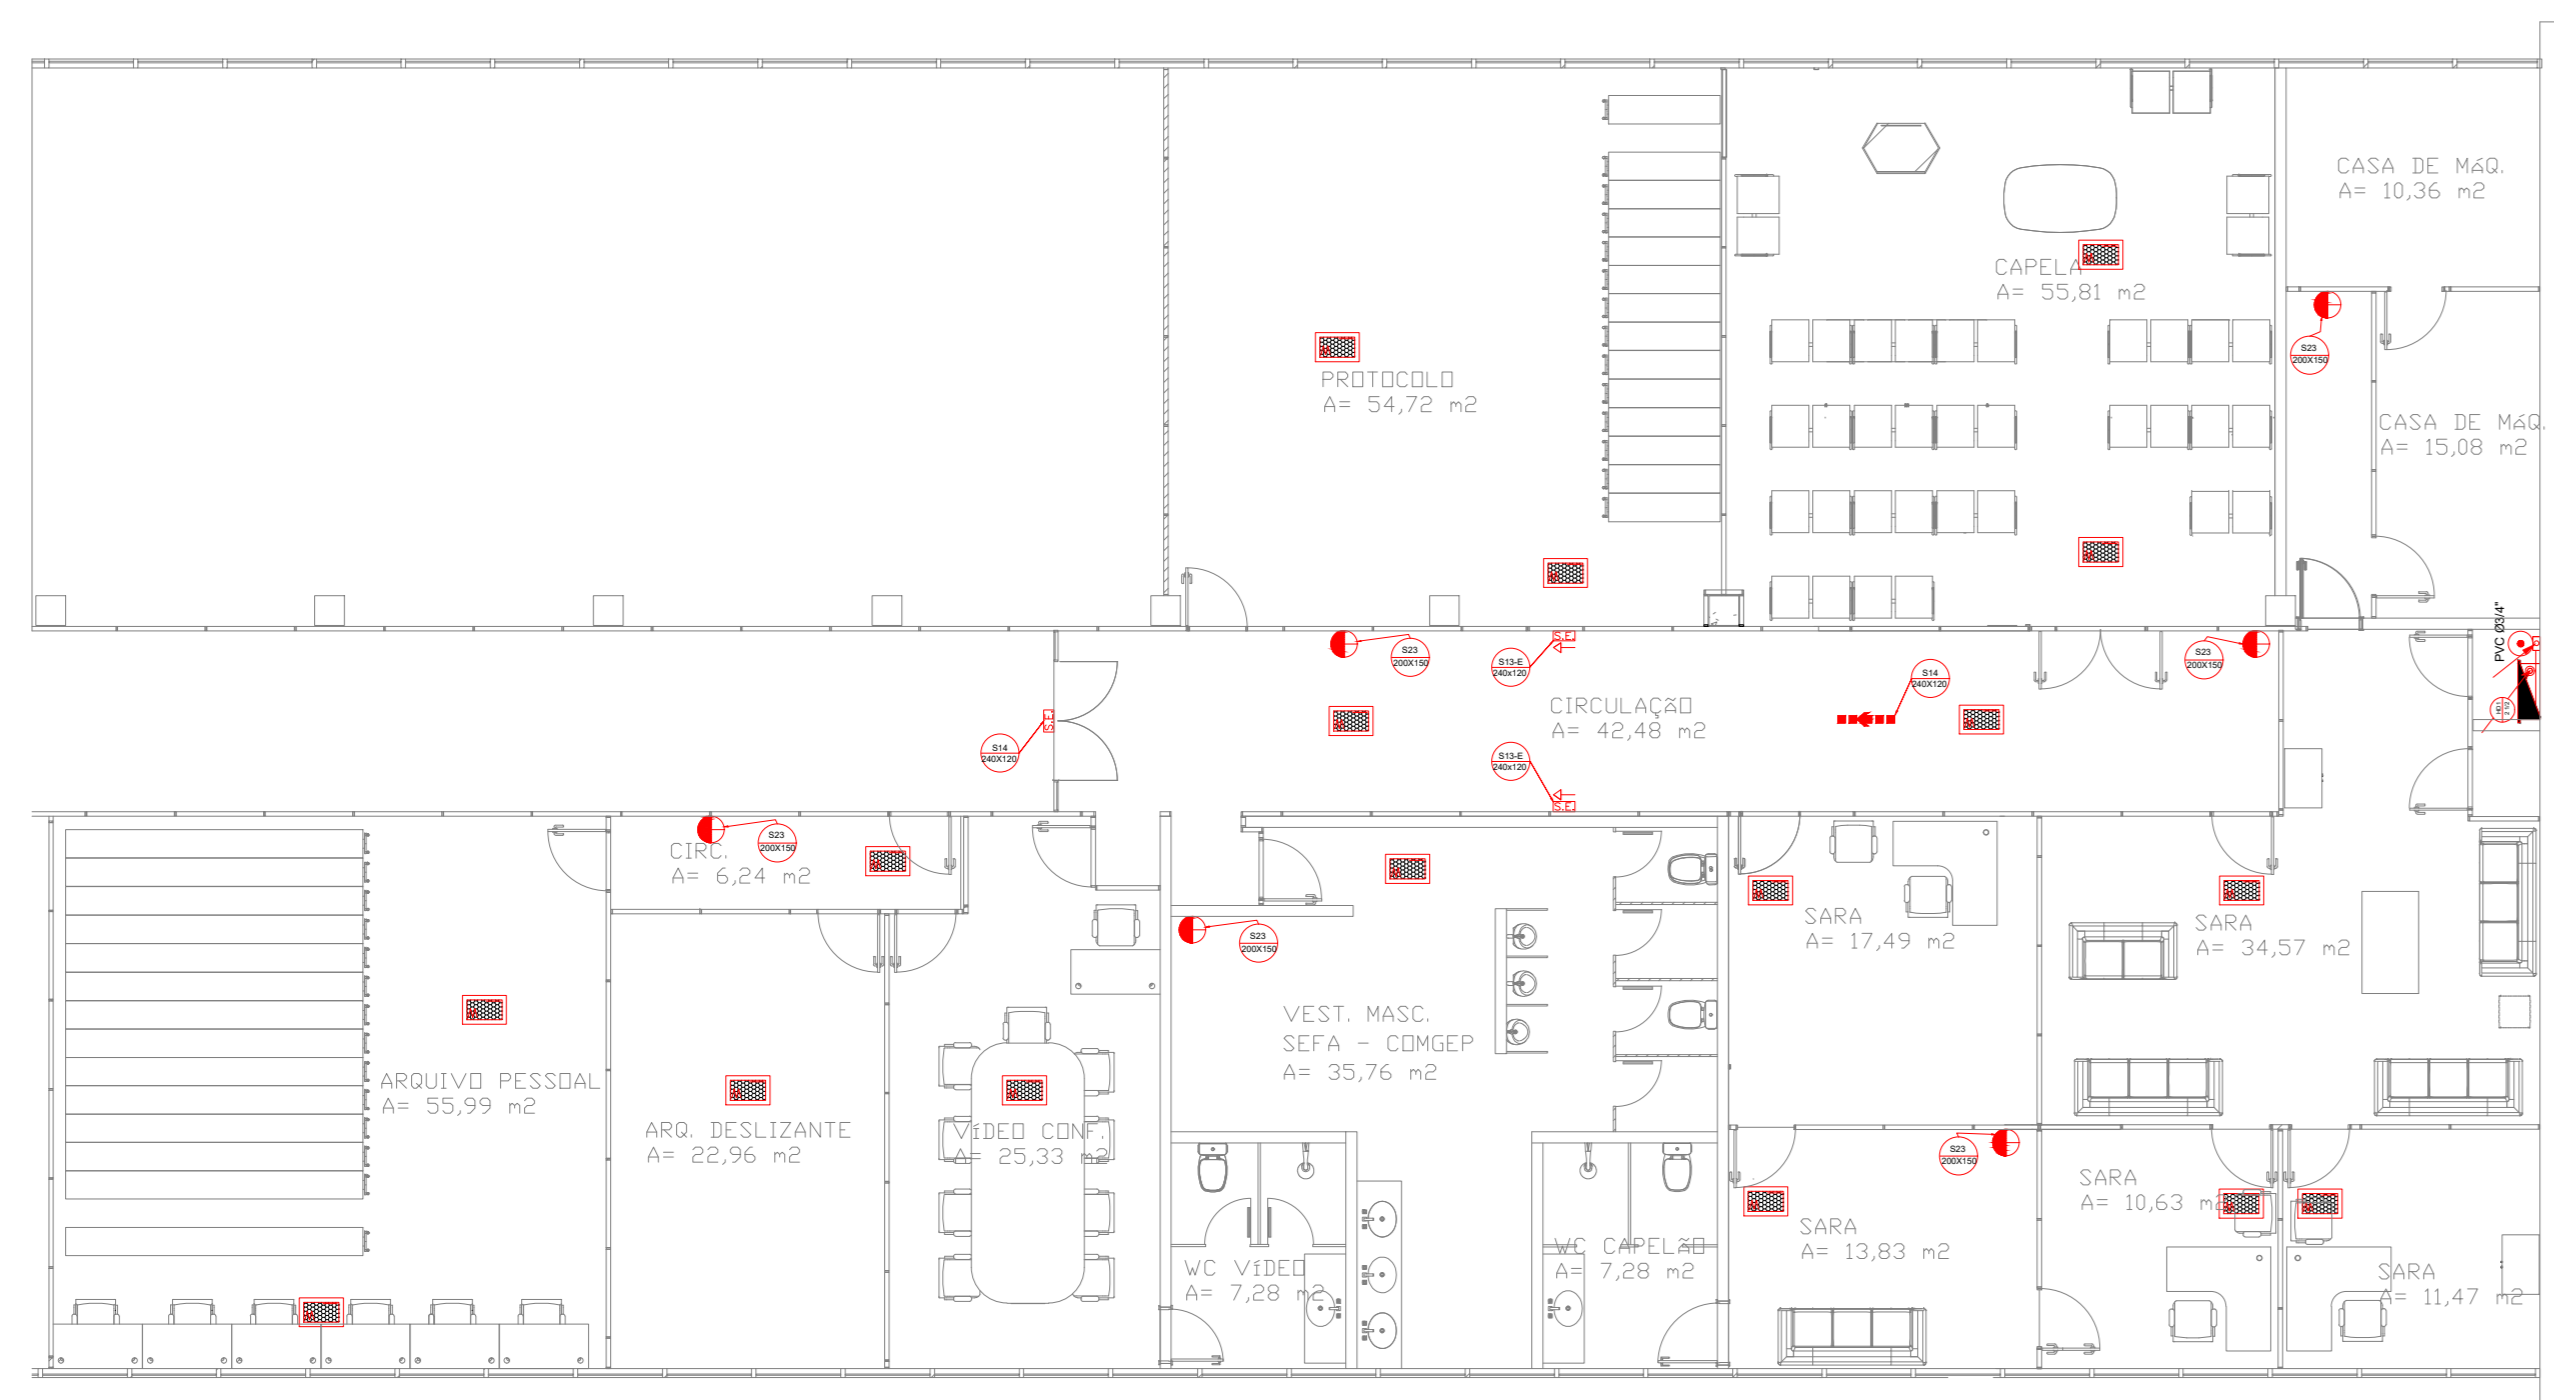 CASA DE MáQ.
A= 10,36 m2
CAPELA
A= 55,81 m2
S23
200X150
PROTOCOLO
A= 54,72 m2
CASA DE MáQ.
A= 15,08 m2
PVC Ø3/4"
S23
200X150
S.E.
S13-E
240x120
S14
240X120
S23
200X150
CIRCULAÇÃO
A= 42,48 m2
S.E.
S14
240X120
S13-E
240x120
S.E.
S23
200X150
CIRC.
A= 6,24 m2
S23
200X150
SARA
A= 17,49 m2
SARA
A= 34,57 m2
VEST. MASC.
SEFA - COMGEP
A= 35,76 m2
ARQUIVO PESSOAL
A= 55,99 m2
ARQ. DESLIZANTE
A= 22,96 m2
VíDEO CONF.
A= 25,33 m2
S23
200X150
SARA
A= 10,63 m2
SARA
A= 13,83 m2
WC VíDEO
A= 7,28 m2
WC CAPELÃO
A= 7,28 m2
SARA
A= 11,47 m2